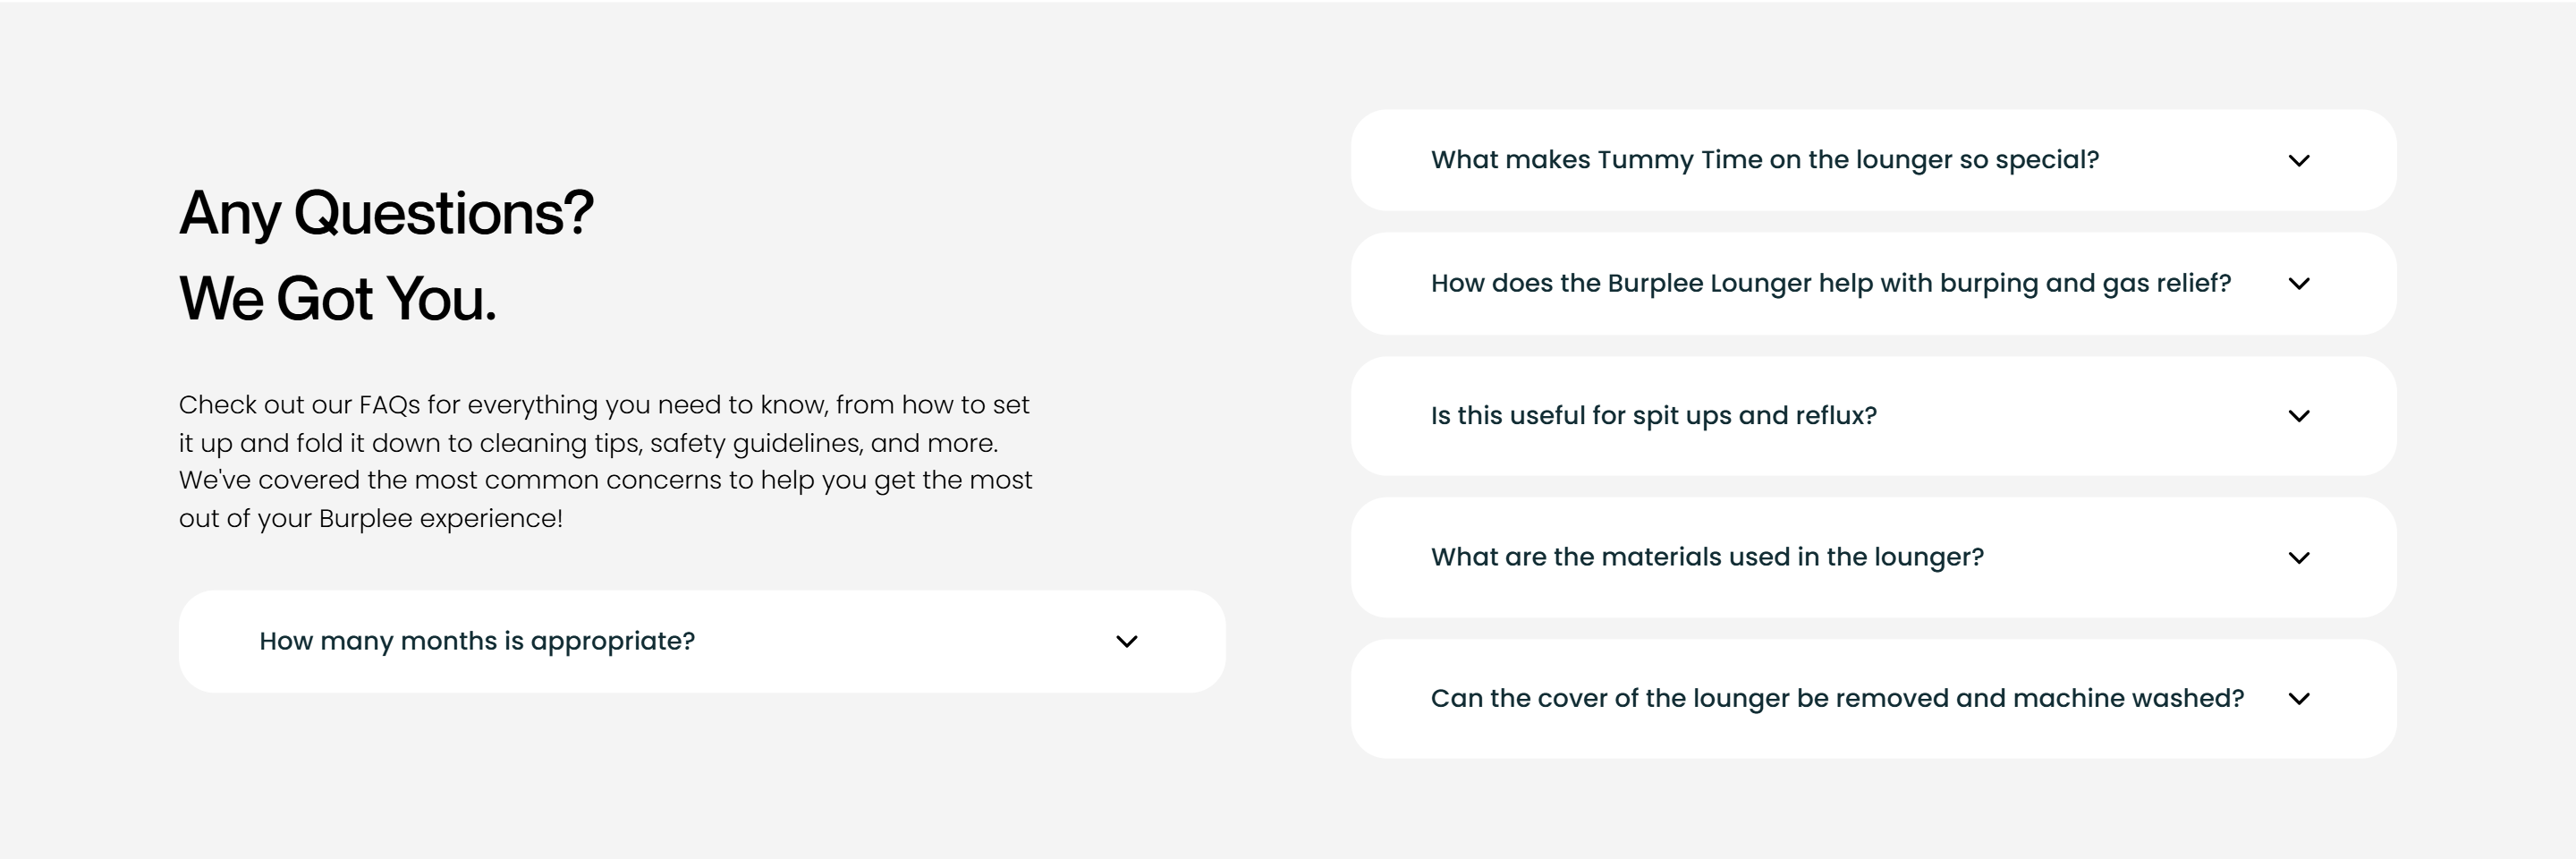 Any Questions?
We Got You.
Check out our FAQs for everything you need to know, from how to set
it up and fold it down to cleaning tips, safety guidelines, and more.
We've covered the most common concerns to help you get the most
out of your Burplee experience!
How many months is appropriate?
What makes Tummy Time on the lounger so special?
How does the Burplee Lounger help with burping and gas relief?
Is this useful for spit ups and reflux?
What are the materials used in the lounger?
Can the cover of the lounger be removed and machine washed?